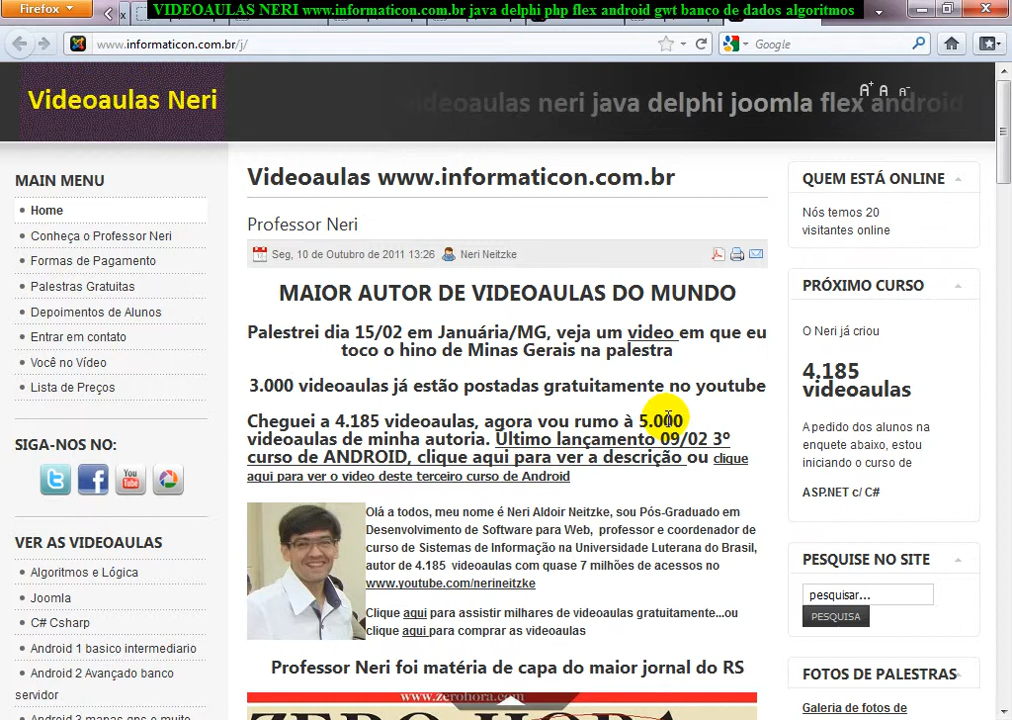 Firefox
VIDEOAULAS NERI www.informaticon.com.br java delphi php flex android gwt banco de dados algoritmos
www.informaticon.com.br/j/
Google
Videoaulas Neri
videoaulas neri java delphi joomla flex android
A+ A A-
MAIN MENU
Home
Conheça o Professor Neri
Formas de Pagamento
Palestras Gratuitas
Depoimentos de Alunos
Entrar em contato
Você no Vídeo
Lista de Preços
SIGA-NOS NO:
You
Tube
VER AS VIDEOAULAS
Algoritmos e Lógica
Joomla
C# Csharp
Android 1 basico intermediario
Android 2 Avançado banco
servidor
Android 3 mapas gps e muito
Videoaulas www.informaticon.com.br
Professor Neri
Seg, 10 de Outubro de 2011 13:26 Neri Neitzke
MAIOR AUTOR DE VIDEOAULAS DO MUNDO
Palestrei dia 15/02 em Januária/MG, veja um video em que eu
toco o hino de Minas Gerais na palestra
3.000 videoaulas já estão postadas gratuitamente no youtube
Cheguei a 4.185 videoaulas, agora vou rumo à 5.000
videoaulas de minha autoria. Último lançamento 09/02 3º
curso de ANDROID, clique aqui para ver a descrição ou clique
aqui para ver o video deste terceiro curso de Android
Olá a todos, meu nome é Neri Aldoir Neitzke, sou Pós-Graduado em
Desenvolvimento de Software para Web, professor e coordenador de
curso de Sistemas de Informação na Universidade Luterana do Brasil,
autor de 4.185 videoaulas com quase 7 milhões de acessos no
www.youtube.com/nerineitzke
Clique aqui para assistir milhares de videoaulas gratuitamente...ou
clique aqui para comprar as videoaulas
Professor Neri foi matéria de capa do maior jornal do RS
www.zerohora.com
ZERO HORA
QUEM ESTÁ ONLINE
Nós temos 20
visitantes online
PRÓXIMO CURSO
O Neri já criou
4.185
videoaulas
A pedido dos alunos na
enquete abaixo, estou
iniciando o curso de
ASP.NET c/ C#
PESQUISE NO SITE
pesquisar...
PESQUISA
FOTOS DE PALESTRAS
Galeria de fotos de